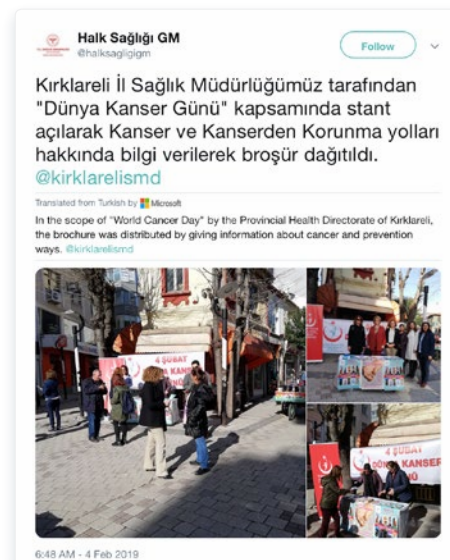 Halk Sağlığı GM
@halksagligigm
Follow
Kırklareli İl Sağlık Müdürlüğümüz tarafından
"Dünya Kanser Günü" kapsamında stant
açılarak Kanser ve Kanserden Korunma yolları
hakkında bilgi verilerek broşür dağıtıldı.
@kirklarelismd
Translated from Turkish by Microsoft
In the scope of "World Cancer Day" by the Provincial Health Directorate of Kırklareli,
the brochure was distributed by giving information about cancer and prevention
ways. @kirklarelismd
4 ŞUBAT
4 ŞUBAT
DÜNYA KANSER
6:48 AM - 4 Feb 2019